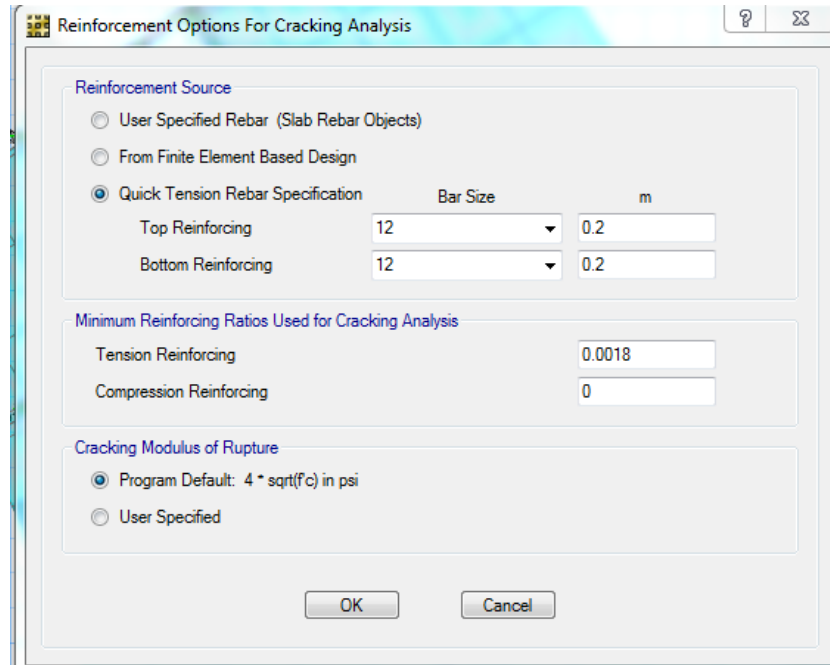 Reinforcement Options For Cracking Analysis
Reinforcement Source
User Specified Rebar (Slab Rebar Objects)
From Finite Element Based Design
Quick Tension Rebar Specification Bar Size m
Top Reinforcing 12 0.2
Bottom Reinforcing 12 0.2
Minimum Reinforcing Ratios Used for Cracking Analysis
Tension Reinforcing 0.0018
Compression Reinforcing 0
Cracking Modulus of Rupture
Program Default: 4 * sqrt(f'c) in psi
User Specified
OK Cancel